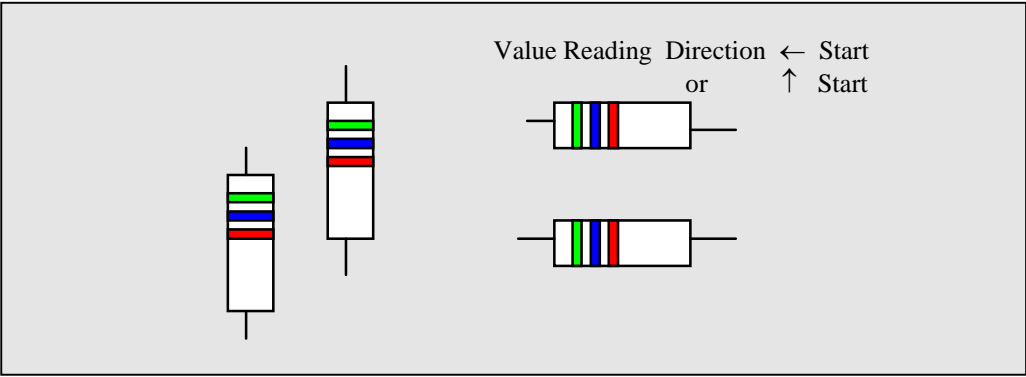 Value Reading Direction ← Start
or ↑ Start